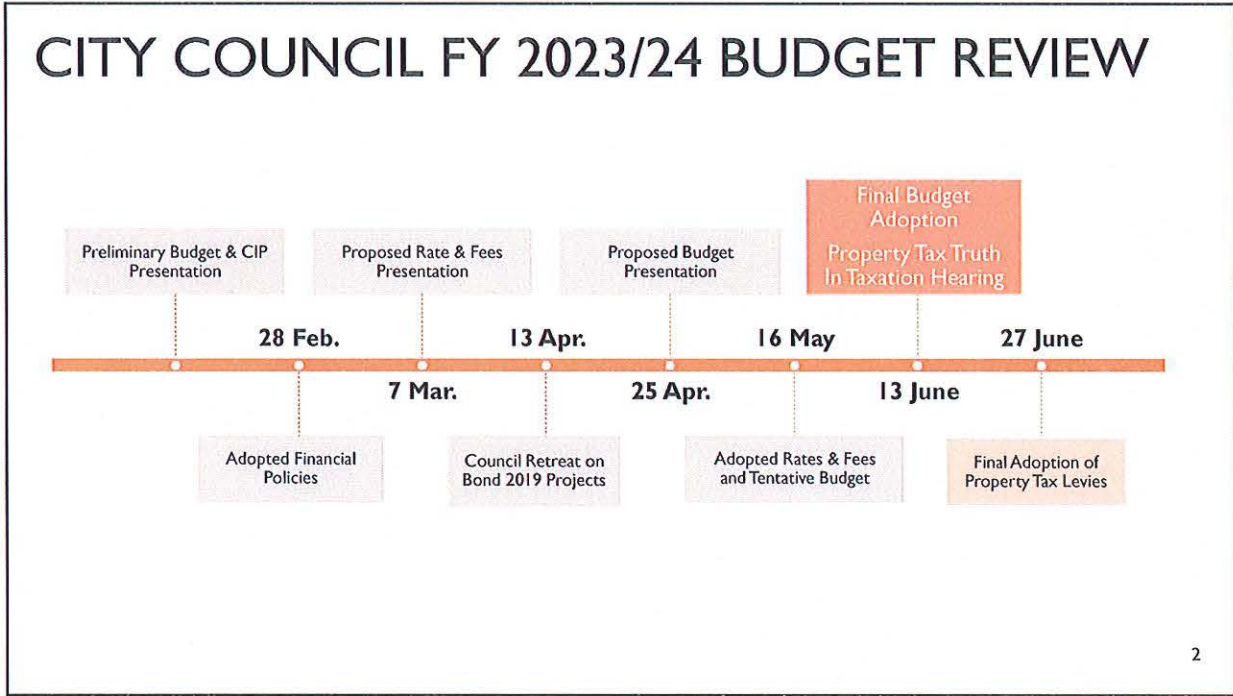 CITY COUNCIL FY 2023/24 BUDGET REVIEW
Final Budget
Adoption
Property Tax Truth
In Taxation Hearing
Preliminary Budget & CIP
Presentation
Proposed Rate & Fees
Presentation
Proposed Budget
Presentation
28 Feb.
13 Apr.
16 May
27 June
7 Mar.
25 Apr.
13 June
Adopted Financial
Policies
Council Retreat on
Bond 2019 Projects
Adopted Rates & Fees
and Tentative Budget
Final Adoption of
Property Tax Levies
2